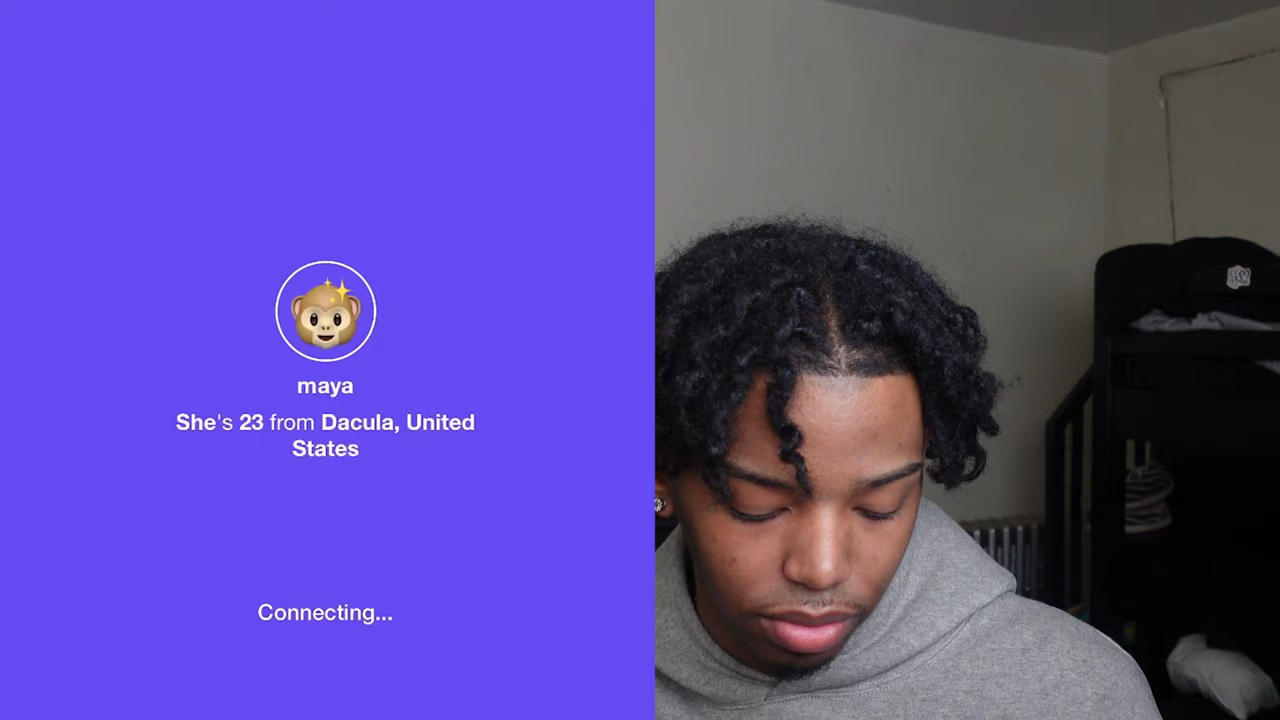 maya
She's 23 from Dacula, United
States
Connecting...